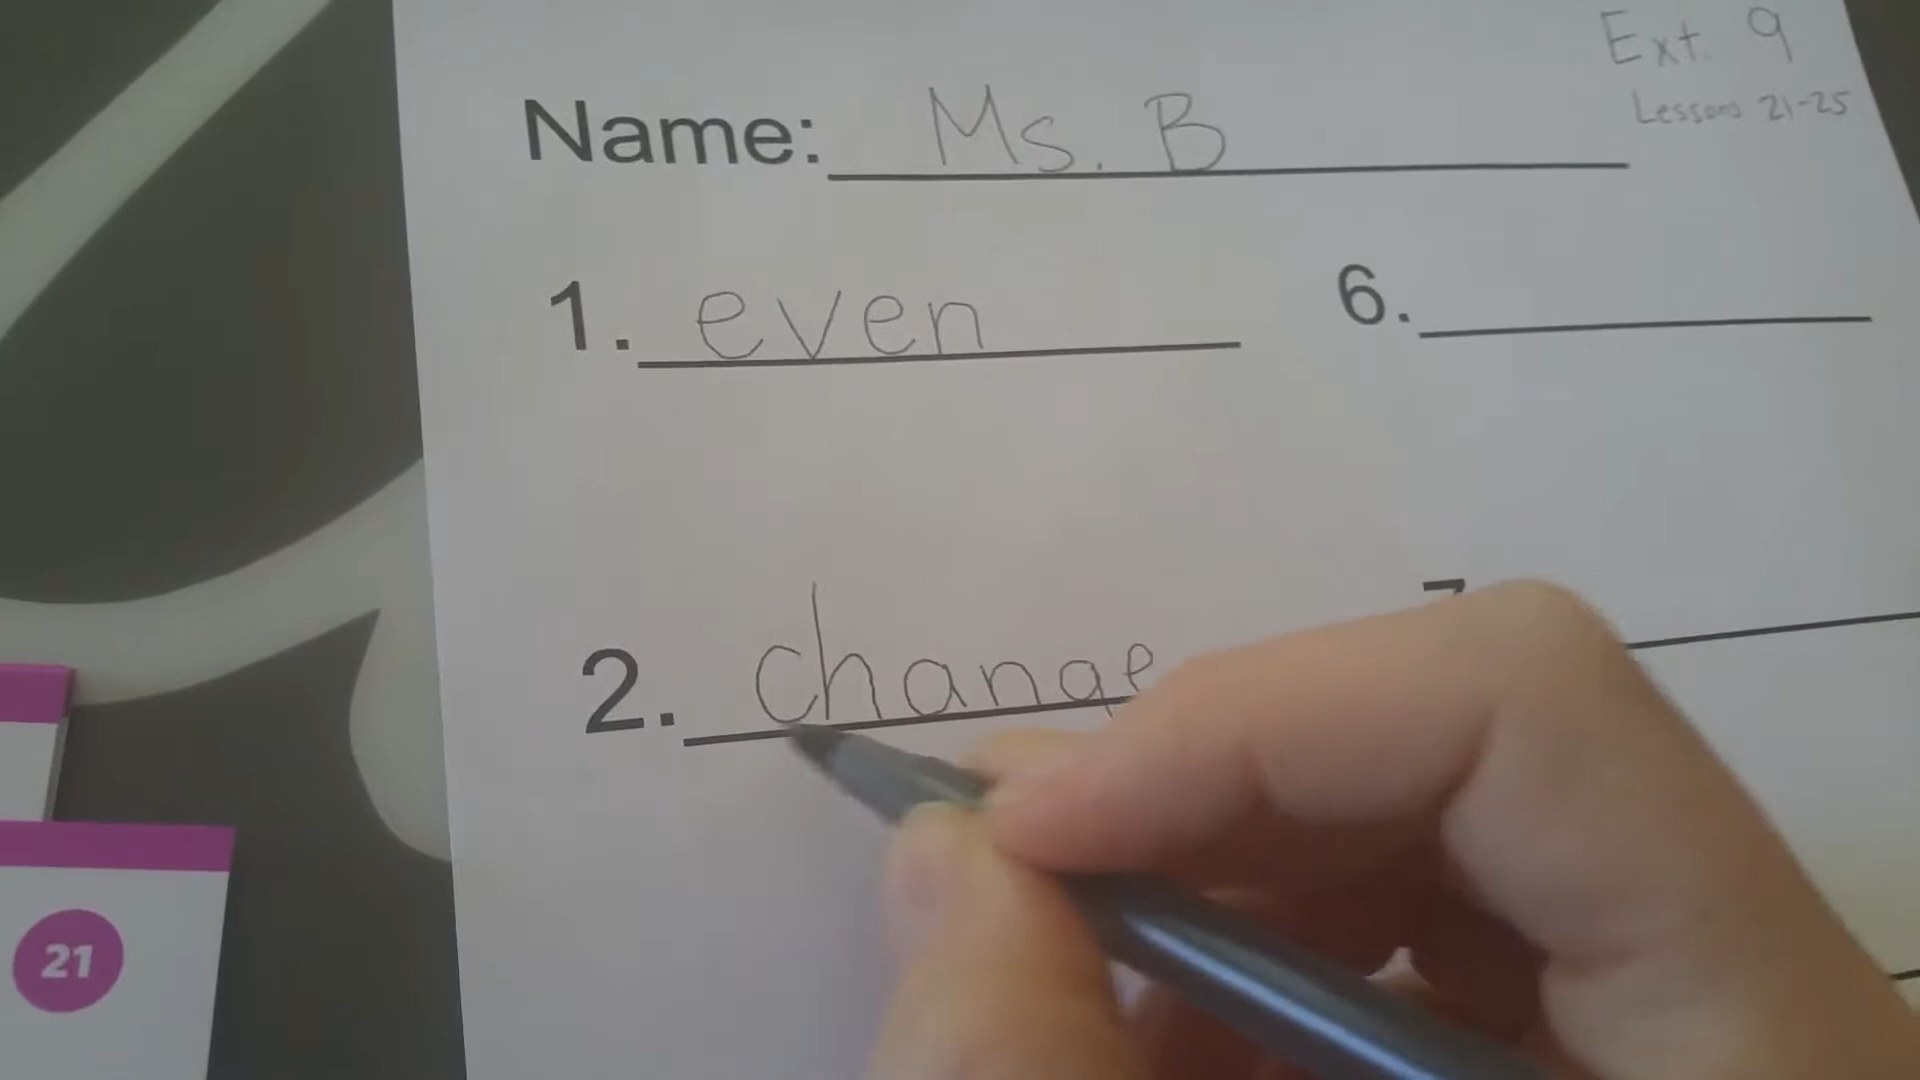 Ext. 9
Lessons 21-25
Name: Ms. B
1. even
6.
2. change
21